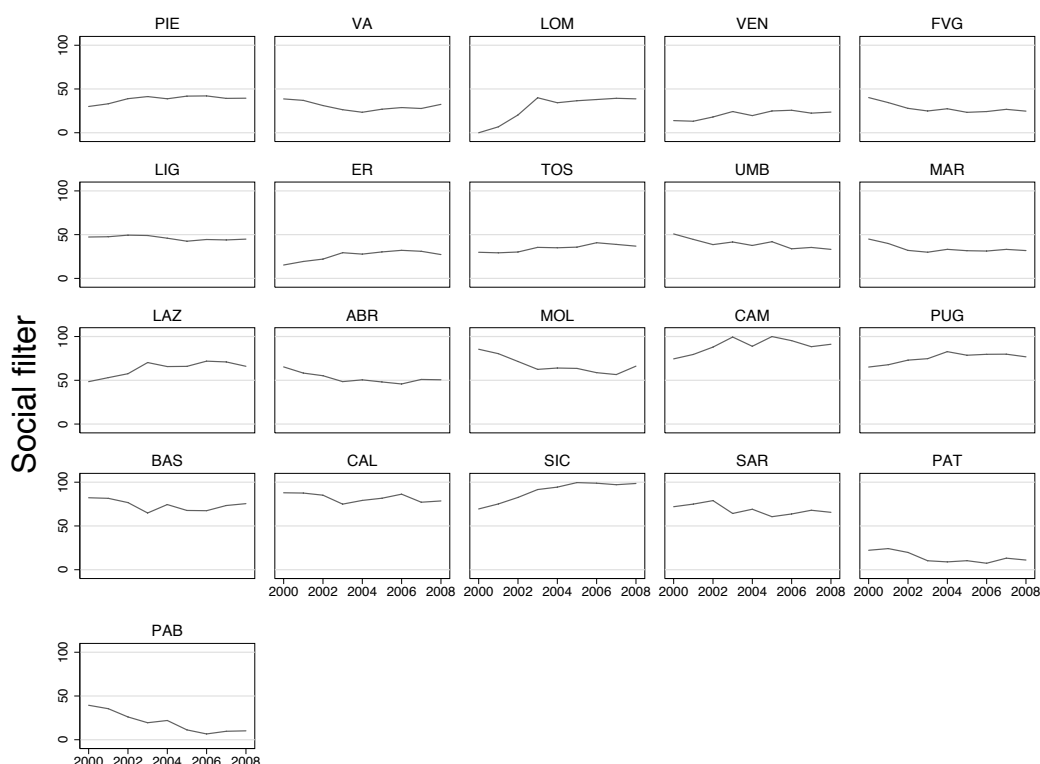 Social filter
PIE VA LOM VEN FVG
100
50
0
LIG ER TOS UMB MAR
100
50
0
LAZ ABR MOL CAM PUG
100
50
0
BAS CAL SIC SAR PAT
100
50
0
2000 2002 2004 2006 2008 2000 2002 2004 2006 2008 2000 2002 2004 2006 2008 2000 2002 2004 2006 2008
PAB
100
50
0
2000 2002 2004 2006 2008